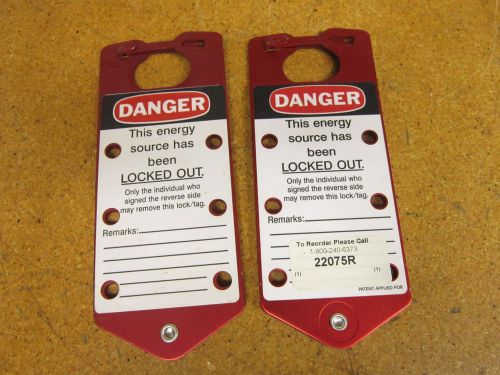 DANGER
This energy
source has
been
LOCKED OUT.
Only the individual who
signed the reverse side
may remove this lock/tag.
Remarks:
DANGER
This energy
source has
been
LOCKED OUT.
Only the individual who
signed the reverse side
may remove this lock/tag.
Remarks:
To Reorder Please Call
1-800-240-6373
22075R
(1) (1)
PATENT APPLIED FOR